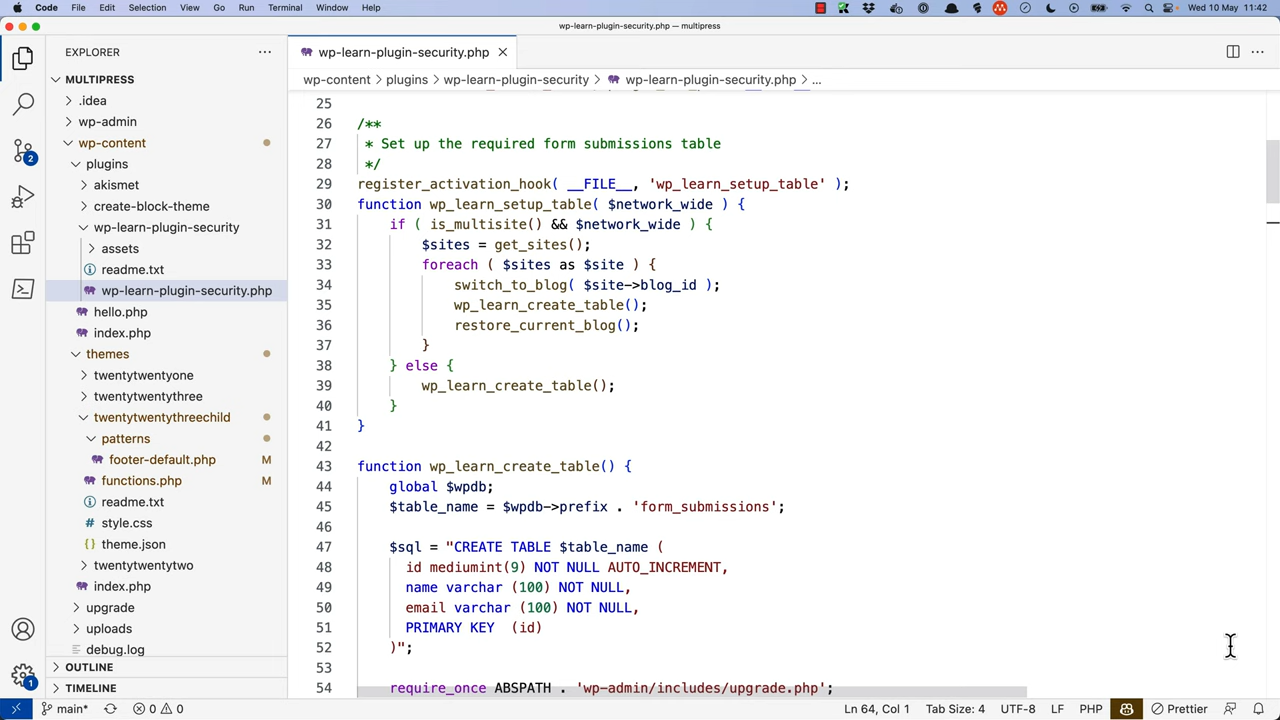 Code File Edit Selection View Go Run Terminal Window Help Wed 10 May 11:42
wp-learn-plugin-security.php — multipress
EXPLORER
wp-learn-plugin-security.php
MULTIPRESS
.idea
wp-admin
wp-content
plugins
akismet
create-block-theme
wp-learn-plugin-security
assets
readme.txt
wp-learn-plugin-security.php
hello.php
index.php
themes
twentytwentyone
twentytwentythree
twentytwentythreechild
patterns
footer-default.php M
functions.php M
readme.txt
style.css
theme.json
twentytwentytwo
index.php
upgrade
uploads
debug.log
OUTLINE
TIMELINE
2
1
wp-content > plugins > wp-learn-plugin-security > wp-learn-plugin-security.php > ...
25
26 /**
27 * Set up the required form submissions table
28 */
29 register_activation_hook( __FILE__, 'wp_learn_setup_table' );
30 function wp_learn_setup_table( $network_wide ) {
31 if ( is_multisite() && $network_wide ) {
32 $sites = get_sites();
33 foreach ( $sites as $site ) {
34 switch_to_blog( $site->blog_id );
35 wp_learn_create_table();
36 restore_current_blog();
37 }
38 } else {
39 wp_learn_create_table();
40 }
41 }
42
43 function wp_learn_create_table() {
44 global $wpdb;
45 $table_name = $wpdb->prefix . 'form_submissions';
46
47 $sql = "CREATE TABLE $table_name (
48 id mediumint(9) NOT NULL AUTO_INCREMENT,
49 name varchar (100) NOT NULL,
50 email varchar (100) NOT NULL,
51 PRIMARY KEY (id)
52 )";
53
54 require_once ABSPATH . 'wp-admin/includes/upgrade.php';
main* 0 0 Ln 64, Col 1 Tab Size: 4 UTF-8 LF PHP Prettier